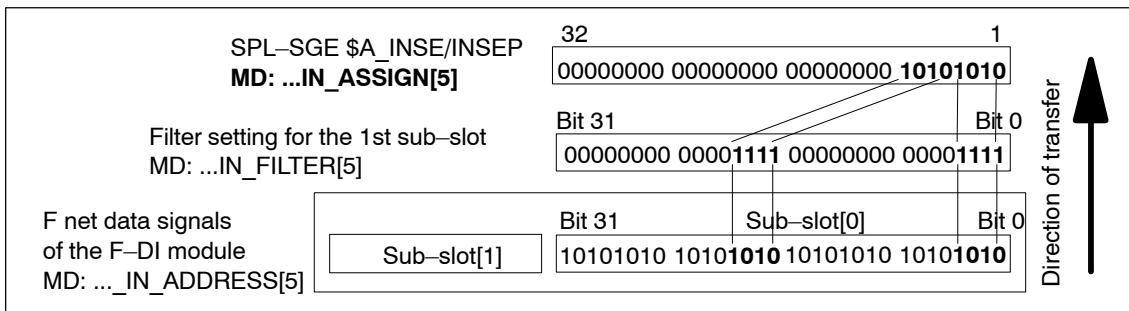 32 1
SPL–SGE $A_INSE/INSEP
00000000 00000000 00000000 10101010
MD: ...IN_ASSIGN[5]
Bit 31 Bit 0
Filter setting for the 1st sub–slot
00000000 00001111 00000000 00001111
MD: ...IN_FILTER[5]
F net data signals
of the F–DI module
MD: ..._IN_ADDRESS[5]
Bit 31 Sub–slot[0] Bit 0
Sub–slot[1]
10101010 10101010 10101010 10101010
Direction of transfer